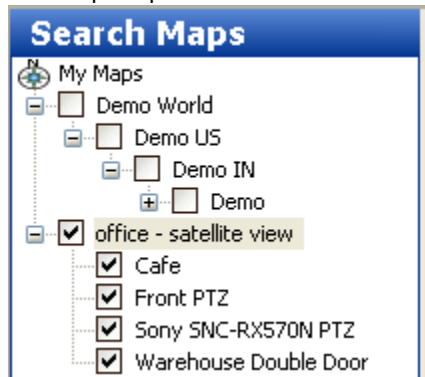 Search Maps
N
My Maps
Demo World
Demo US
Demo IN
Demo
office - satellite view
Cafe
Front PTZ
Sony SNC-RX570N PTZ
Warehouse Double Door